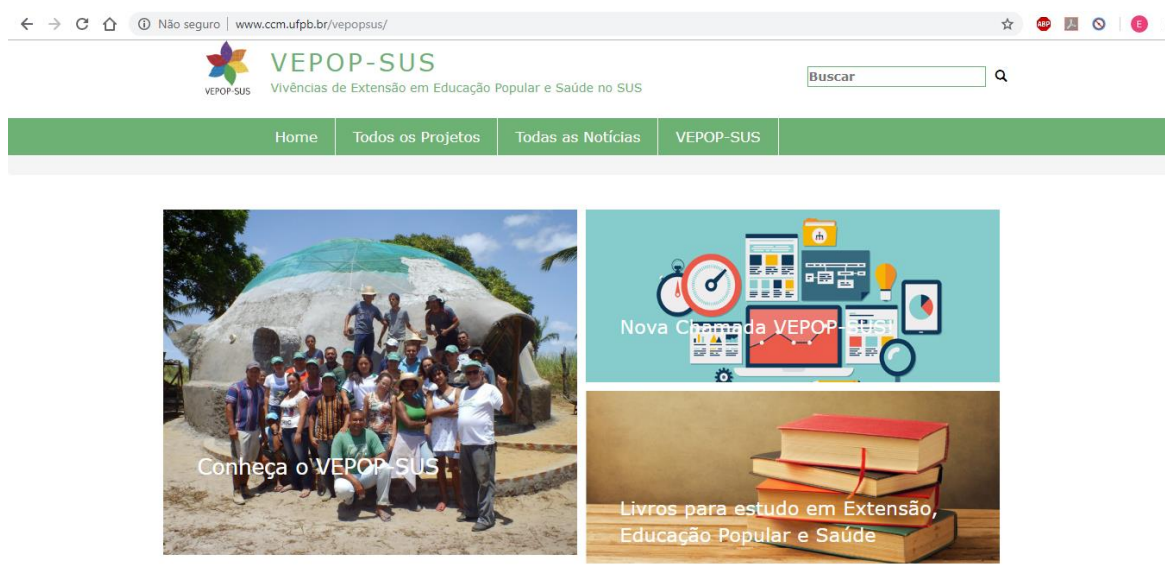 Não seguro | www.ccm.ufpb.br/vepopsus/
ABP
E
VEPOP-SUS
VEPOP-SUS
Vivências de Extensão em Educação Popular e Saúde no SUS
Buscar
Home
Todos os Projetos
Todas as Notícias
VEPOP-SUS
Conheça o VEPOP-SUS
Nova Chamada VEPOP-SUS!
Livros para estudo em Extensão,
Educação Popular e Saúde